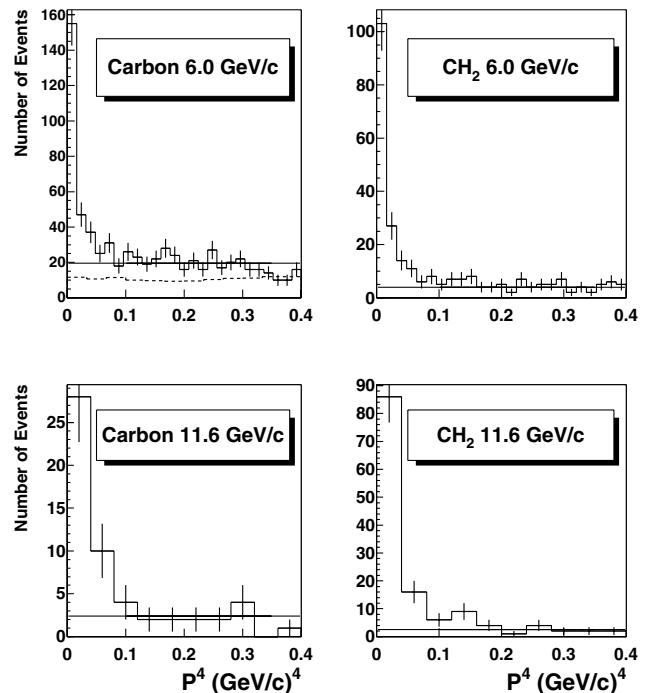 Number of Events
160
140
120
100
80
60
40
20
0
Carbon 6.0 GeV/c
0 0.1 0.2 0.3 0.4
100
80
60
40
20
0
CH₂ 6.0 GeV/c
0 0.1 0.2 0.3 0.4
Number of Events
25
20
15
10
5
0
Carbon 11.6 GeV/c
0 0.1 0.2 0.3 0.4
P⁴ (GeV/c)⁴
90
80
70
60
50
40
30
20
10
0
CH₂ 11.6 GeV/c
0 0.1 0.2 0.3 0.4
P⁴ (GeV/c)⁴